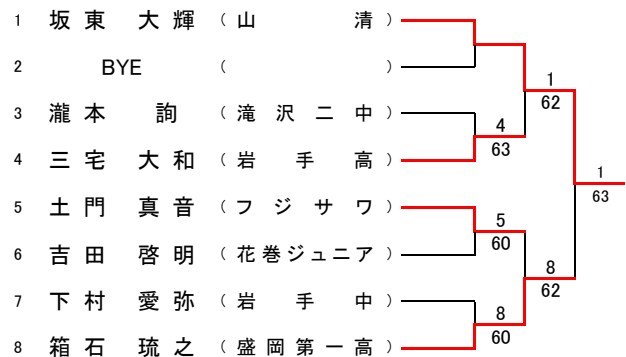 1 坂東 大輝 （山清）
2 BYE （ ）
3 瀧本 詢 （滝沢二中）
4 三宅 大和 （岩手高）
5 土門 真音 （フジサワ）
6 吉田 啓明 （花巻ジュニア）
7 下村 愛弥 （岩手中）
8 箱石 琉之 （盛岡第一高）
4
63
5
60
8
60
1
62
8
62
1
63